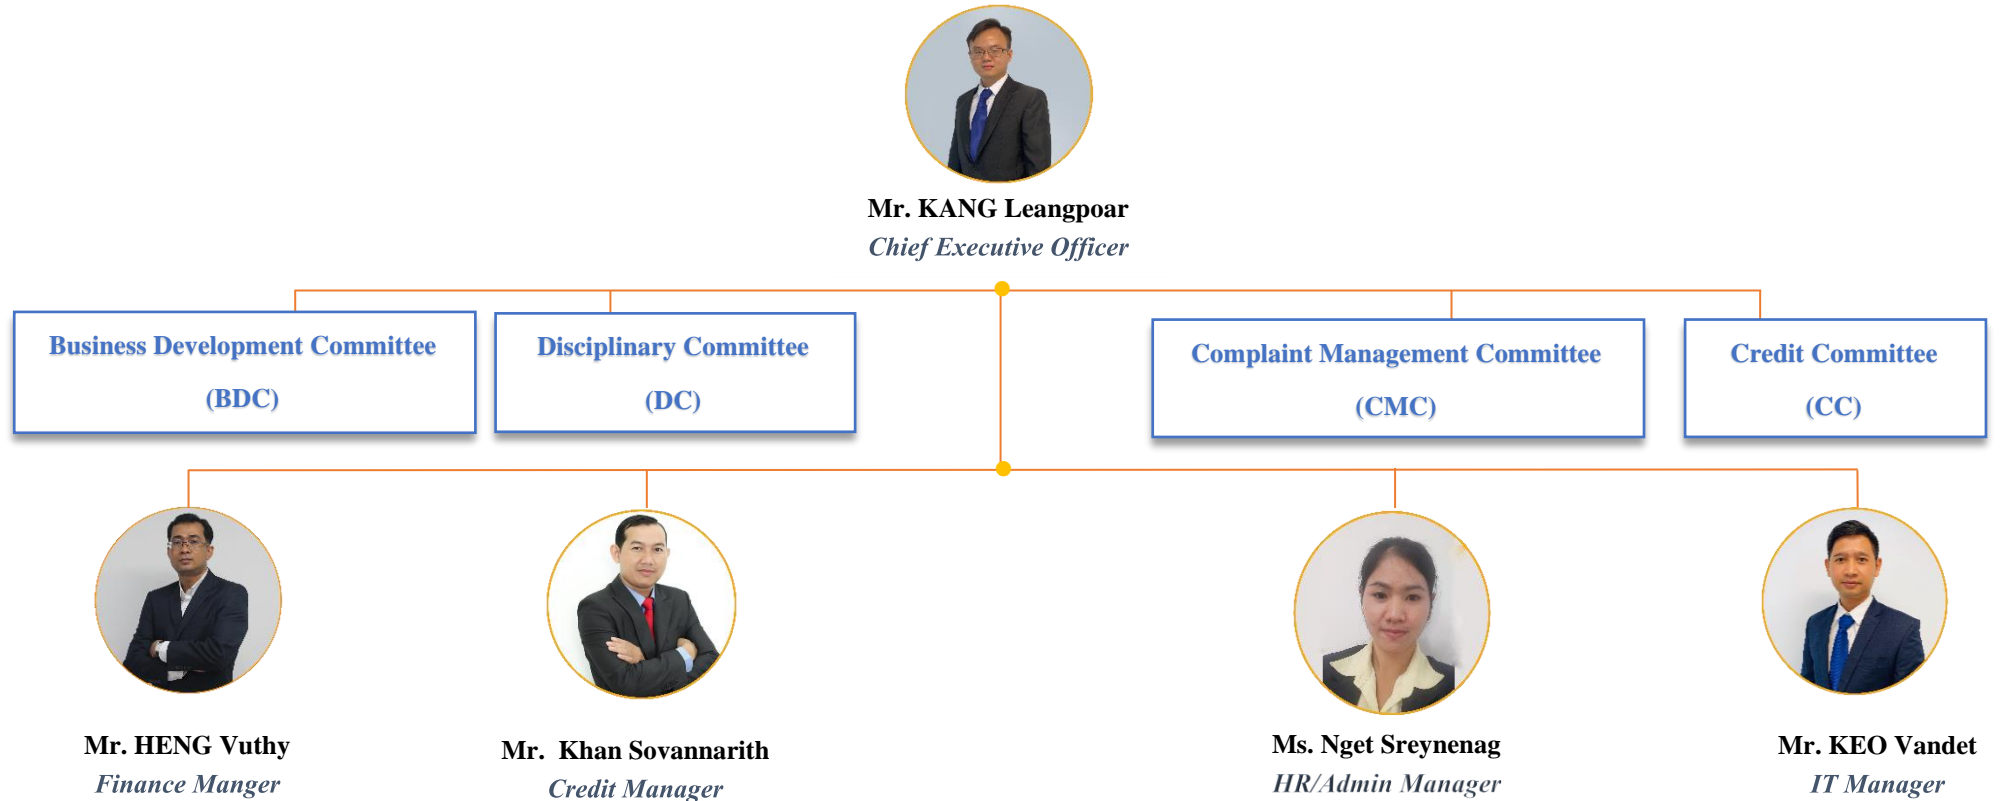 Mr. KANG Leangpoar
Chief Executive Officer
Business Development Committee
(BDC)
Disciplinary Committee
(DC)
Complaint Management Committee
(CMC)
Credit Committee
(CC)
Mr. HENG Vuthy
Finance Manger
Mr. Khan Sovannarith
Credit Manager
Ms. Nget Sreynenag
HR/Admin Manager
Mr. KEO Vandet
IT Manager